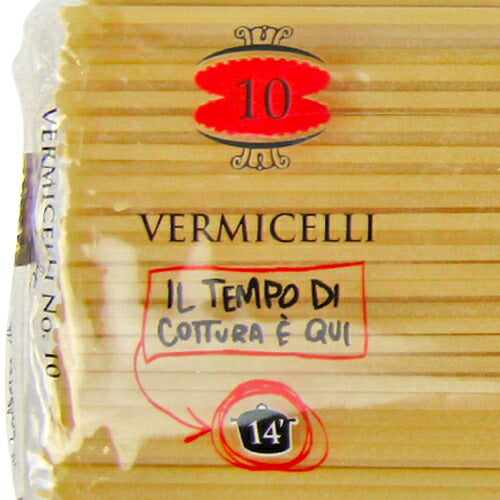 10
VERMICELLI
IL TEMPO DI
COTTURA È QUI
14'
VERMICELLI No. 10